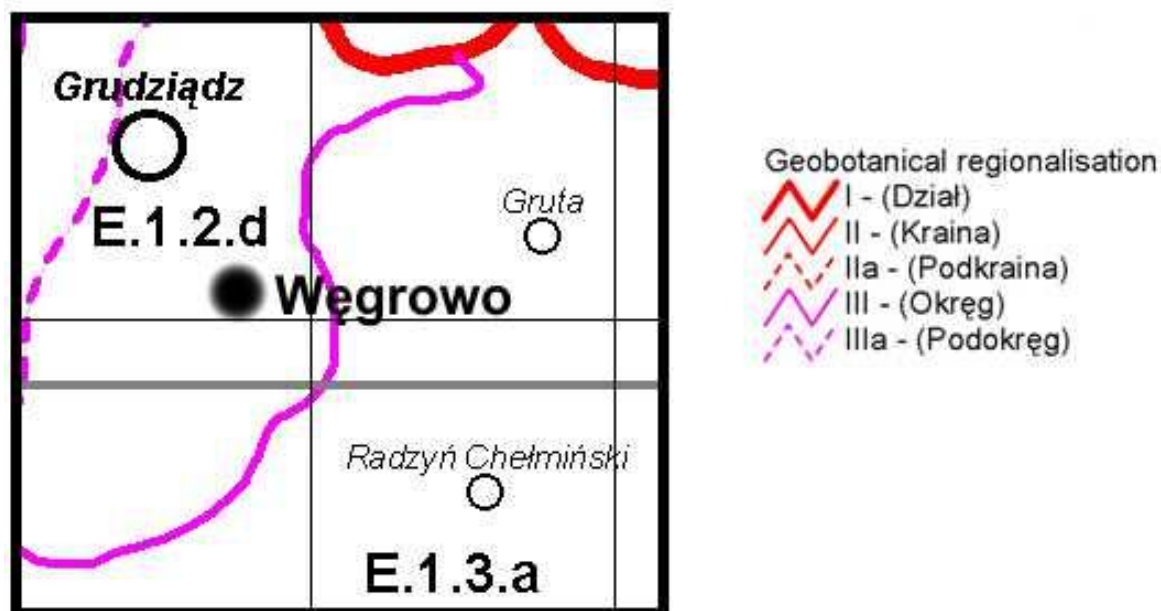 Grudziądz
Gruta
E.1.2.d
Węgrowo
Radzyń Chełmiński
E.1.3.a
Geobotanical regionalisation
I - (Dział)
II - (Kraina)
IIa - (Podkraina)
III - (Okręg)
IIIa - (Podokręg)